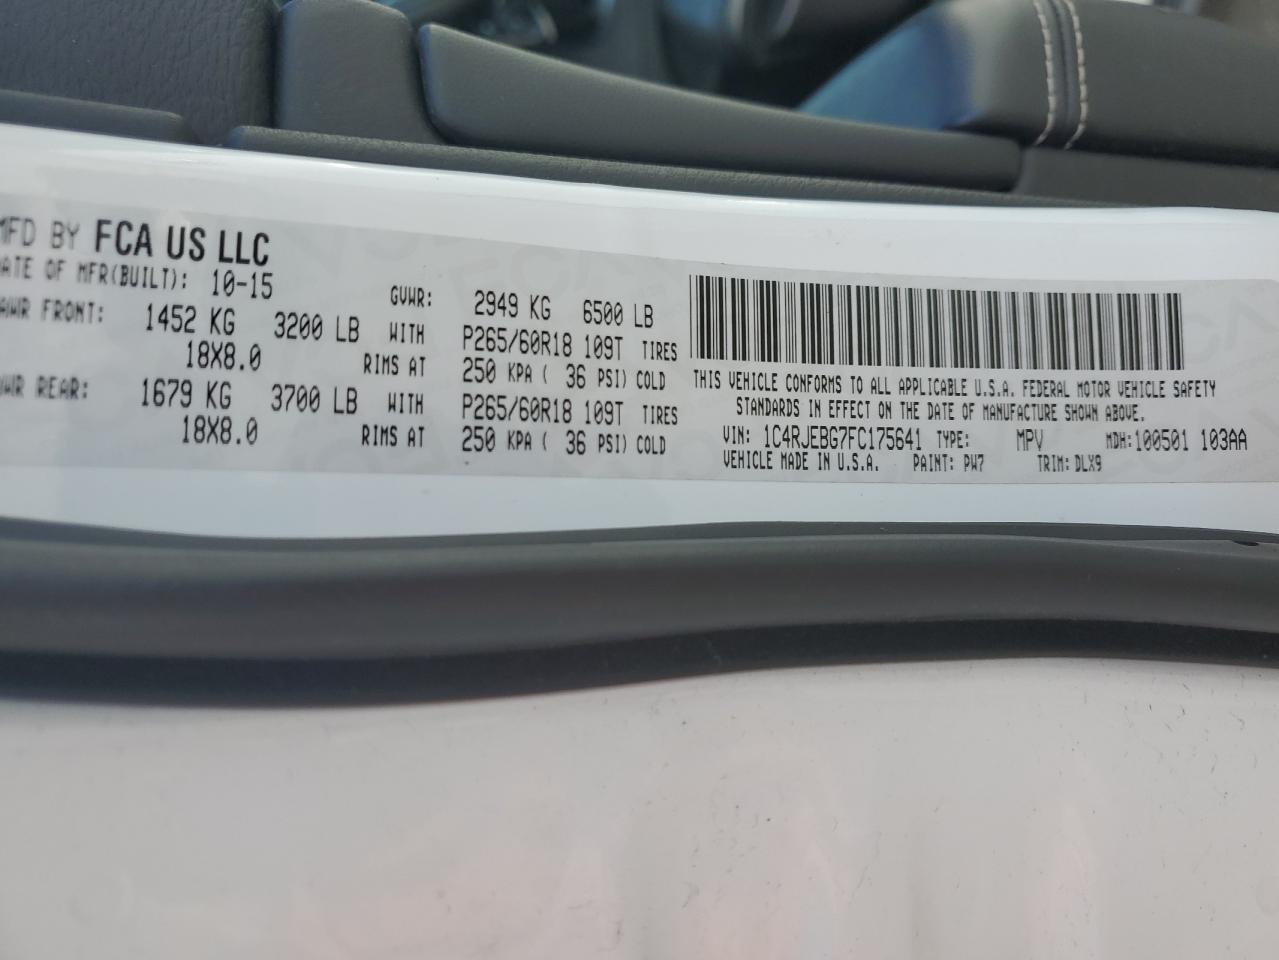 MFD BY FCA US LLC
DATE OF MFR(BUILT): 10-15 GVWR: 2949 KG 6500 LB
GAWR FRONT: 1452 KG 3200 LB WITH P265/60R18 109T TIRES
18X8.0 RIMS AT 250 KPA ( 36 PSI) COLD
GAWR REAR: 1679 KG 3700 LB WITH P265/60R18 109T TIRES
18X8.0 RIMS AT 250 KPA ( 36 PSI) COLD
THIS VEHICLE CONFORMS TO ALL APPLICABLE U.S.A. FEDERAL MOTOR VEHICLE SAFETY
STANDARDS IN EFFECT ON THE DATE OF MANUFACTURE SHOWN ABOVE.
VIN: 1C4RJEBG7FC175641 TYPE: MPV MDH:100501 103AA
VEHICLE MADE IN U.S.A. PAINT: PW7 TRIM: DLX9